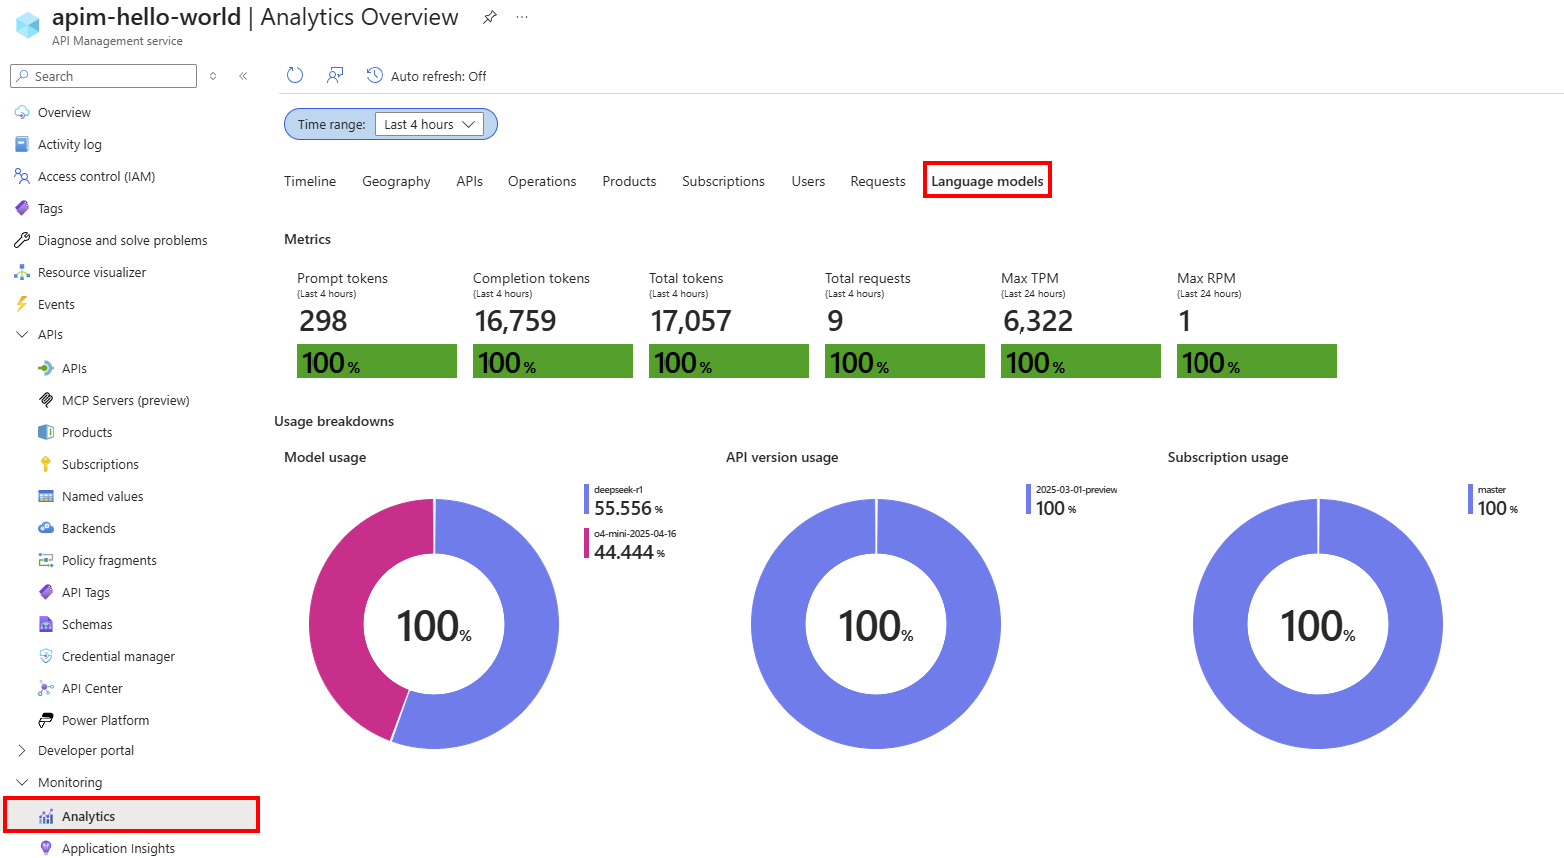 apim-hello-world | Analytics Overview
API Management service
Search
Overview
Activity log
Access control (IAM)
Tags
Diagnose and solve problems
Resource visualizer
Events
APIs
APIs
MCP Servers (preview)
Products
Subscriptions
Named values
Backends
Policy fragments
API Tags
Schemas
Credential manager
API Center
Power Platform
Developer portal
Monitoring
Analytics
Application Insights
Auto refresh: Off
Time range: Last 4 hours
Timeline Geography APIs Operations Products Subscriptions Users Requests Language models
Metrics
Prompt tokens
(Last 4 hours)
298
100 %
Completion tokens
(Last 4 hours)
16,759
100 %
Total tokens
(Last 4 hours)
17,057
100 %
Total requests
(Last 4 hours)
9
100 %
Max TPM
(Last 24 hours)
6,322
100 %
Max RPM
(Last 24 hours)
1
100 %
Usage breakdowns
Model usage
deepseek-r1
55.556 %
o4-mini-2025-04-16
44.444 %
100%
API version usage
2025-03-01-preview
100 %
100%
Subscription usage
master
100 %
100%